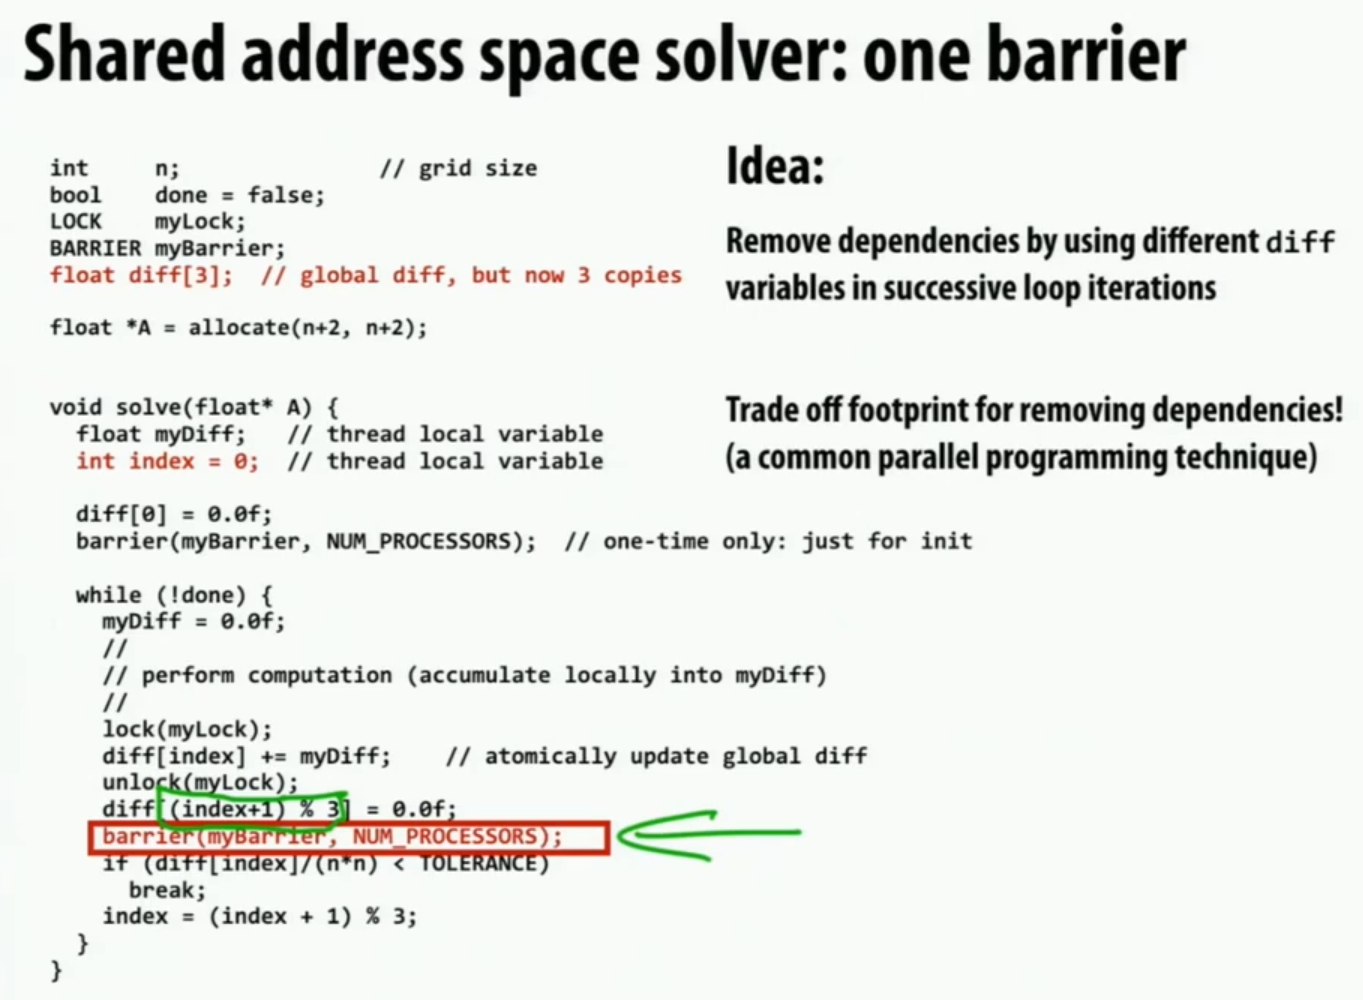 Shared address space solver: one barrier
int     n;               // grid size
bool    done = false;
LOCK    myLock;
BARRIER myBarrier;
float diff[3];  // global diff, but now 3 copies
float *A = allocate(n+2, n+2);
void solve(float* A) {
  float myDiff;   // thread local variable
  int index = 0;  // thread local variable
  diff[0] = 0.0f;
  barrier(myBarrier, NUM_PROCESSORS);  // one-time only: just for init
  while (!done) {
    myDiff = 0.0f;
    //
    // perform computation (accumulate locally into myDiff)
    //
    lock(myLock);
    diff[index] += myDiff;    // atomically update global diff
    unlock(myLock);
    diff[(index+1) % 3] = 0.0f;
    barrier(myBarrier, NUM_PROCESSORS);
    if (diff[index]/(n*n) < TOLERANCE)
      break;
    index = (index + 1) % 3;
  }
}
Idea:
Remove dependencies by using different diff
variables in successive loop iterations
Trade off footprint for removing dependencies!
(a common parallel programming technique)